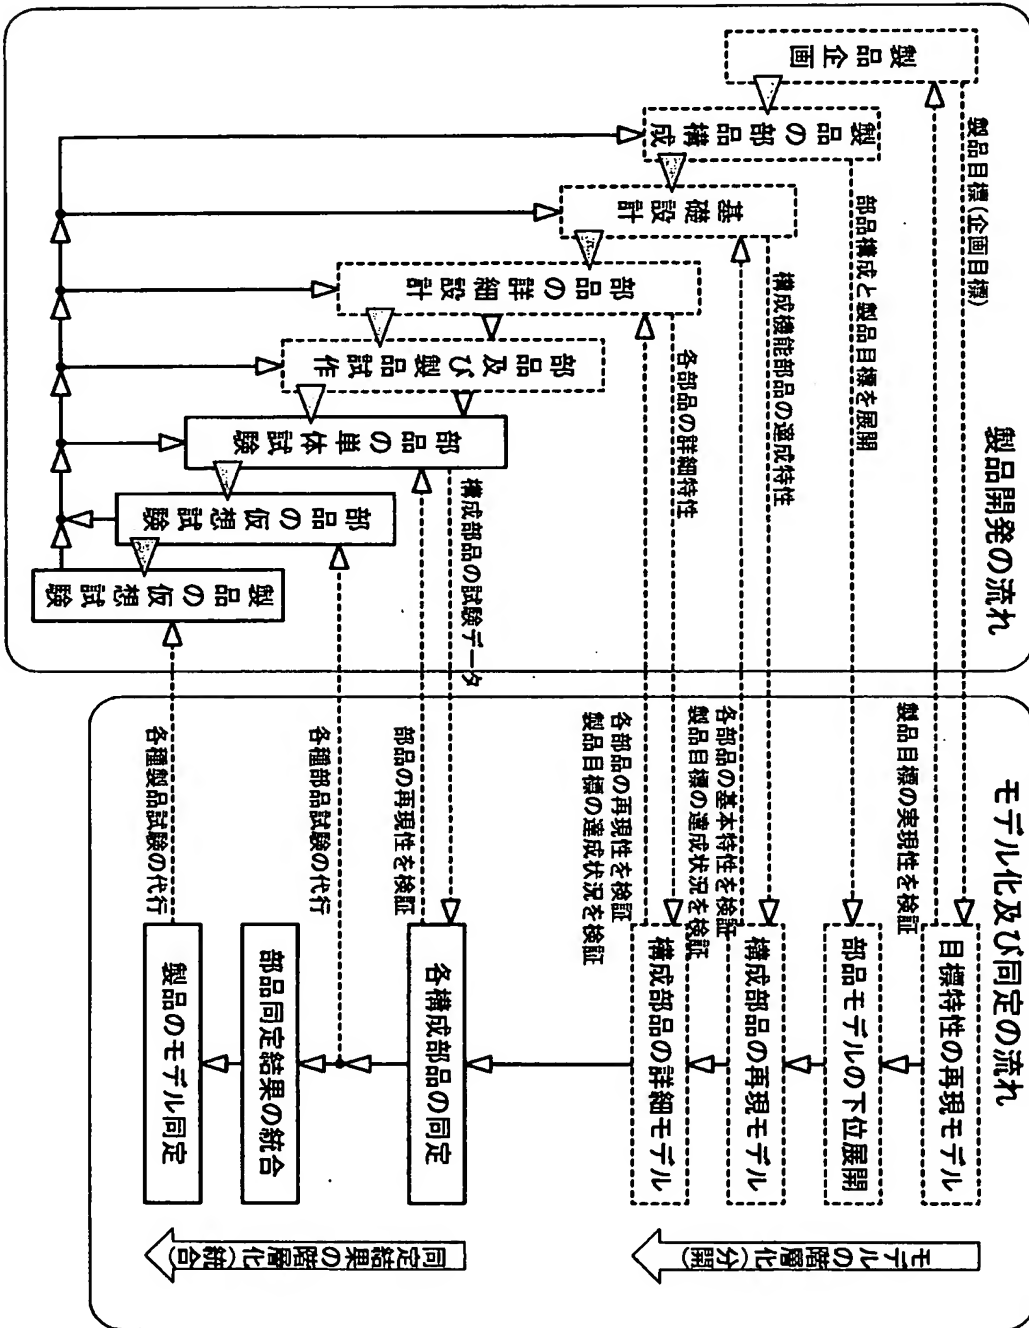 製品開発の流れ
製品企画
製品の部品構成
基礎設計
部品の詳細設計
部品及び製品試作
部品の単体試験
部品の仮想試験
製品の仮想試験
製品目標(企画目標)
部品構成と製品目標を展開
構成機能部品の達成特性
各部品の詳細特性
構成部品の試験データ
モデル化及び同定の流れ
製品目標の実現性を検証
各部品の基本特性を検証
製品目標の達成状況を検証
各部品の再現性を検証
製品目標の達成状況を検証
部品の再現性を検証
各種部品試験の代行
各種製品試験の代行
目標特性の再現モデル
部品モデルの下位展開
構成部品の再現モデル
構成部品の詳細モデル
各構成部品の同定
部品同定結果の統合
製品のモデル同定
モデルの階層化(分開)
同定結果の階層化(統合)